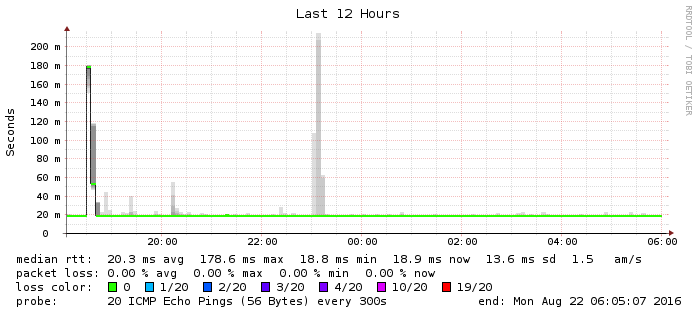 Last 12 Hours
RRDTOOL / TOBI OETIKER
Seconds
200 m
180 m
160 m
140 m
120 m
100 m
80 m
60 m
40 m
20 m
0
20:00 22:00 00:00 02:00 04:00 06:00
median rtt: 20.3 ms avg 178.6 ms max 18.8 ms min 18.9 ms now 13.6 ms sd 1.5 am/s
packet loss: 0.00 % avg 0.00 % max 0.00 % min 0.00 % now
loss color: 0 1/20 2/20 3/20 4/20 10/20 19/20
probe: 20 ICMP Echo Pings (56 Bytes) every 300s end: Mon Aug 22 06:05:07 2016